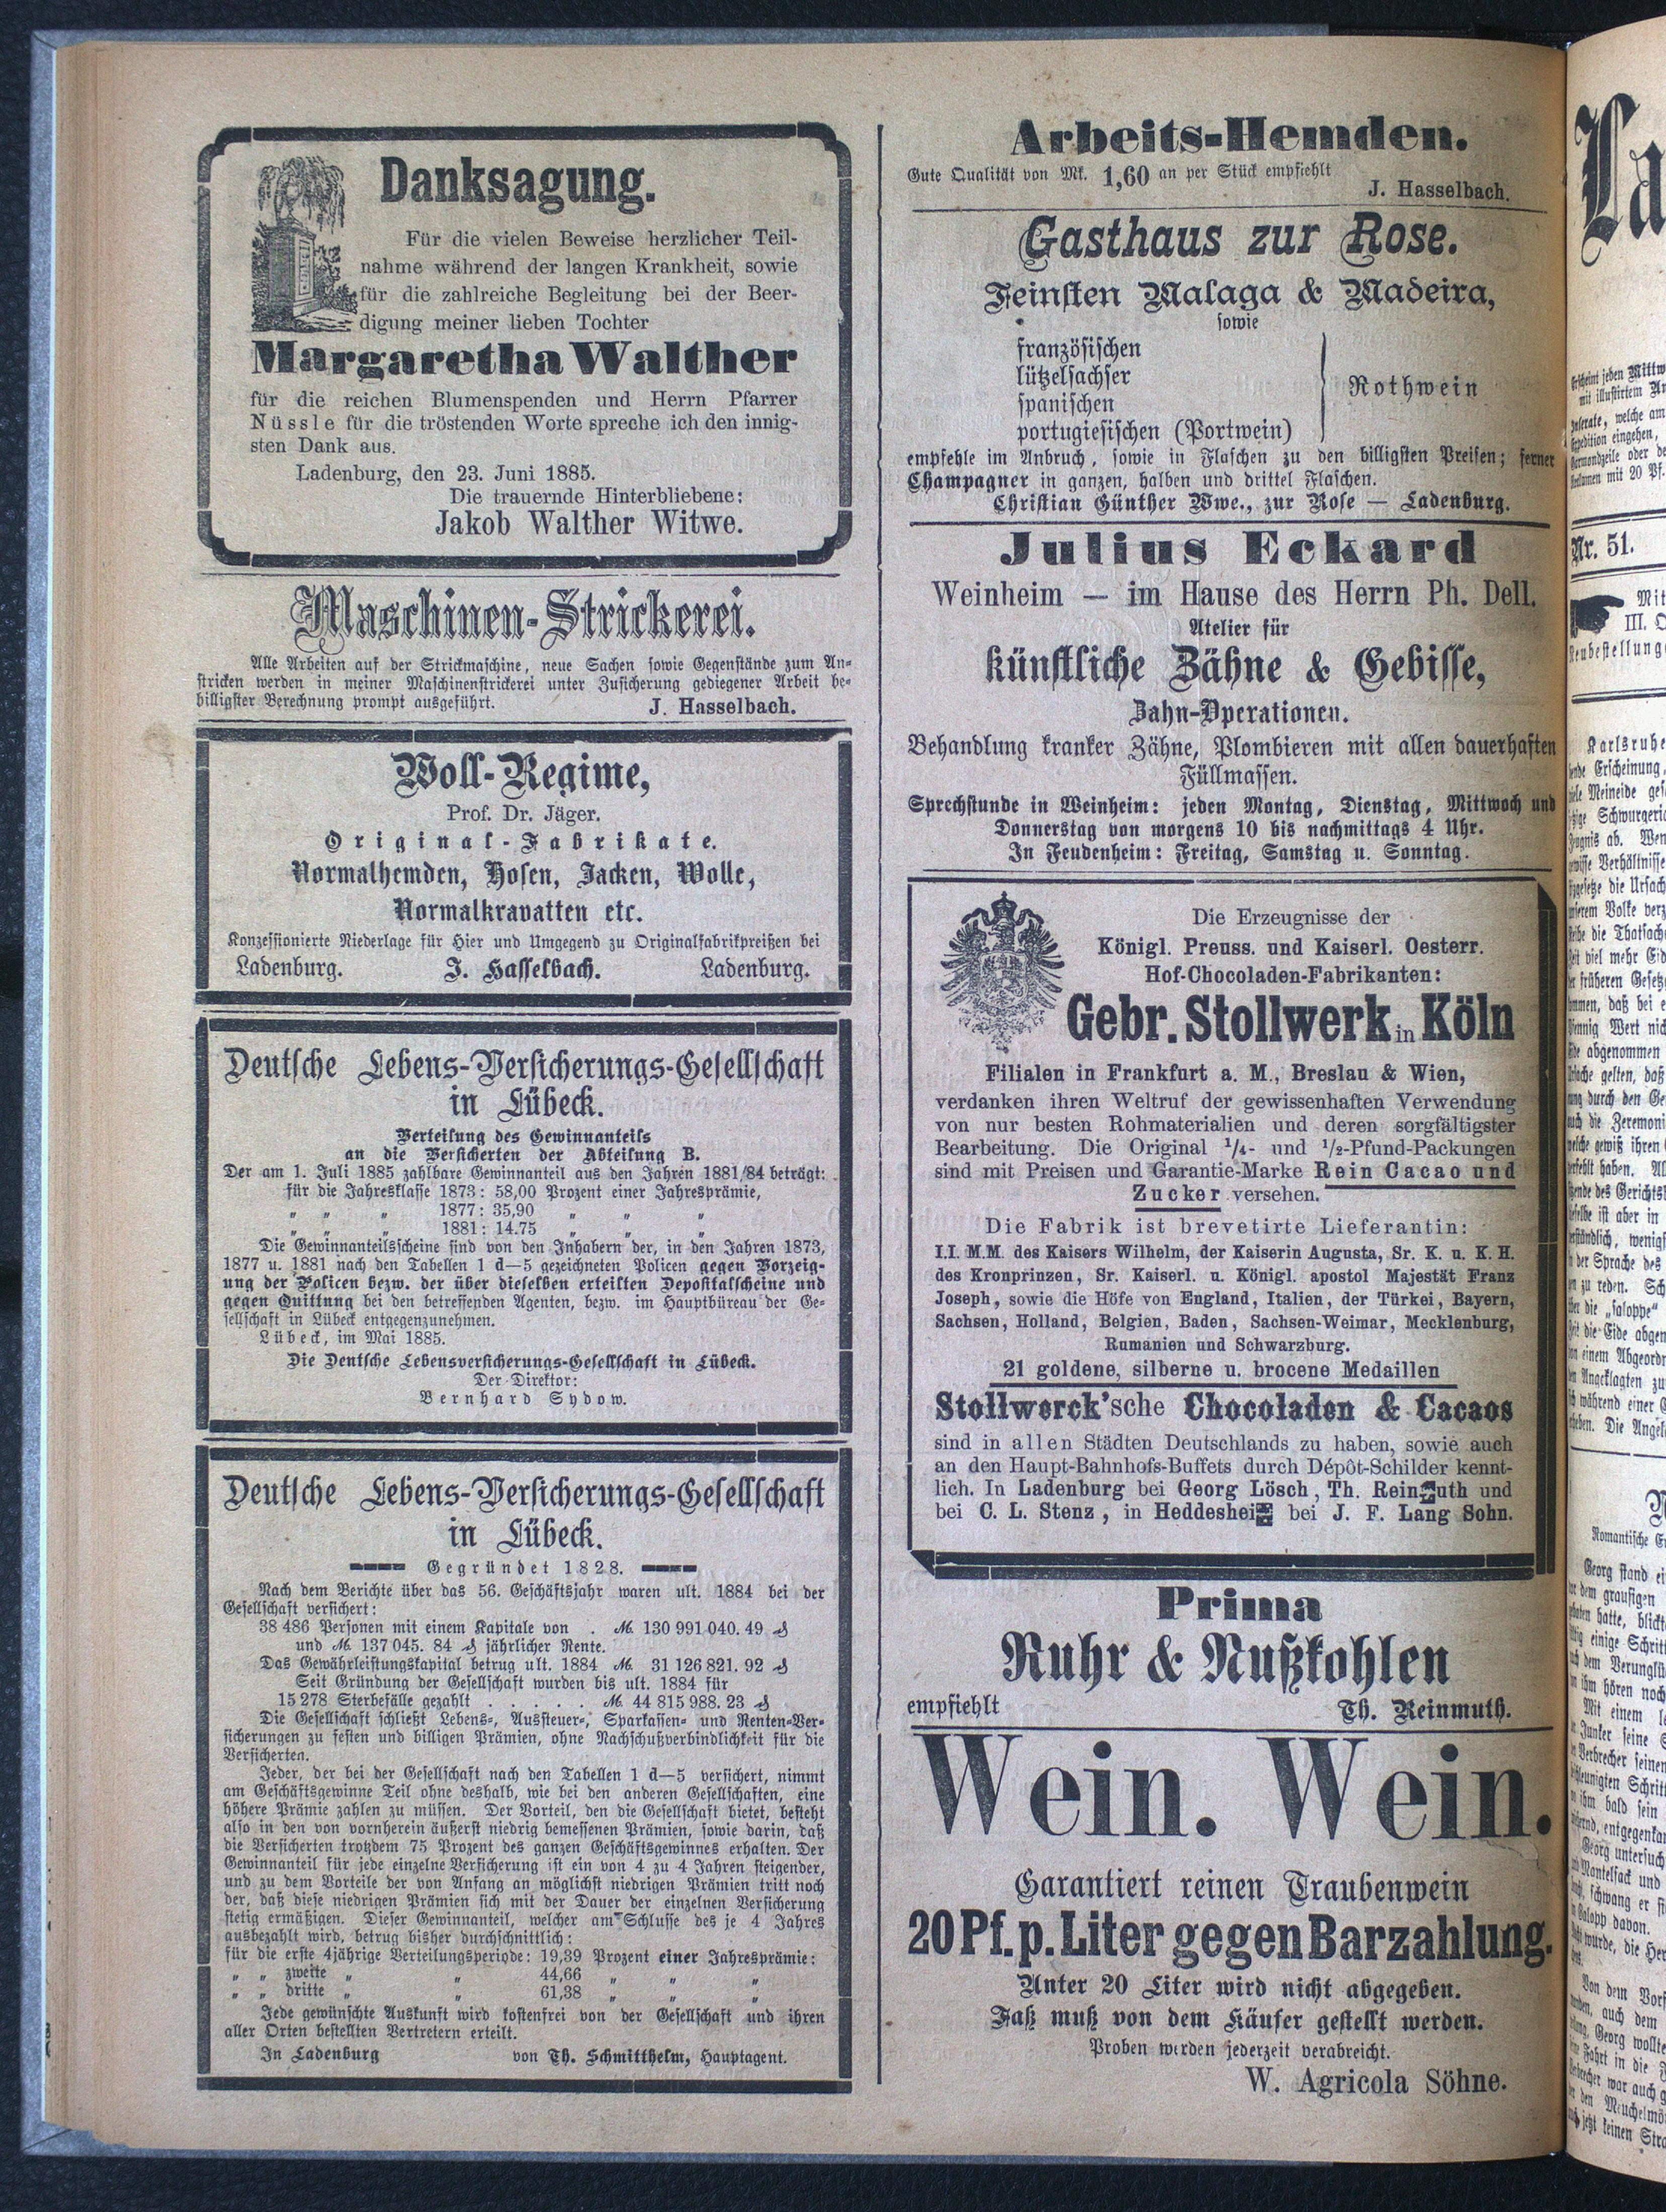 Danksagung.
Für die vielen Beweise herzlicher Teil-
nahme während der langen Krankheit, sowie
für die zahlreiche Begleitung bei der Beer-
digung meiner lieben Tochter
Margaretha Walther
für die reichen Blumenspenden und Herrn Pfarrer
Nüssle für die tröstenden Worte spreche ich den innig-
sten Dank aus.
Ladenburg, den 23. Juni 1885.
Die trauernde Hinterbliebene:
Jakob Walther Witwe.
Maschinen-Strickerei.
Alle Arbeiten auf der Strickmaschine, neue Sachen sowie Gegenstände zum An-
stricken werden in meiner Maschinenstrickerei unter Zusicherung gediegener Arbeit be-
billigster Berechnung prompt ausgeführt.
J. Hasselbach.
Woll-Regime,
Prof. Dr. Jäger.
Original-Fabrikate.
Normalhemden, Hosen, Jacken, Wolle,
Normalkravatten etc.
Konzessionierte Niederlage für Hier und Umgegend zu Originalfabrikpreißen bei
Ladenburg. J. Hasselbach. Ladenburg.
Deutsche Lebens-Versicherungs-Gesellschaft
in Lübeck.
Verteilung des Gewinnanteils
an die Versicherten der Abteilung B.
Der am 1. Juli 1885 zahlbare Gewinnanteil aus den Jahren 1881/84 beträgt:
für die Jahresklasse 1873: 58,00 Prozent einer Jahresprämie,
" " " 1877: 35,90 " " "
" " " 1881: 14.75 " " "
Die Gewinnanteilsscheine sind von den Inhabern der, in den Jahren 1873,
1877 u. 1881 nach den Tabellen 1 d—5 gezeichneten Policen gegen Vorzeig-
ung der Policen bezw. der über dieselben erteilten Depositalscheine und
gegen Quittung bei den betreffenden Agenten, bezw. im Hauptbüreau der Ge-
sellschaft in Lübeck entgegenzunehmen.
Lübeck, im Mai 1885.
Die Deutsche Lebensversicherungs-Gesellschaft in Lübeck.
Der Direktor:
Bernhard Sydow.
Deutsche Lebens-Versicherungs-Gesellschaft
in Lübeck.
Gegründet 1828.
Nach dem Berichte über das 56. Geschäftsjahr waren ult. 1884 bei der
Gesellschaft versichert:
38 486 Personen mit einem Kapitale von . M. 130 991 040. 49 ₰
und M. 137 045. 84 ₰ jährlicher Rente.
Das Gewährleistungskapital betrug ult. 1884 M. 31 126 821. 92 ₰
Seit Gründung der Gesellschaft wurden bis ult. 1884 für
15 278 Sterbefälle gezahlt . . . . . M. 44 815 988. 23 ₰
Die Gesellschaft schließt Lebens-, Aussteuer-, Sparkassen- und Renten-Ver-
sicherungen zu festen und billigen Prämien, ohne Nachschußverbindlichkeit für die
Versicherten.
Jeder, der bei der Gesellschaft nach den Tabellen 1 d—5 versichert, nimmt
am Geschäftsgewinne Teil ohne deshalb, wie bei den anderen Gesellschaften, eine
höhere Prämie zahlen zu müssen. Der Vorteil, den die Gesellschaft bietet, besteht
also in den von vornherein äußerst niedrig bemessenen Prämien, sowie darin, daß
die Versicherten trotzdem 75 Prozent des ganzen Geschäftsgewinnes erhalten. Der
Gewinnanteil für jede einzelne Versicherung ist ein von 4 zu 4 Jahren steigender,
und zu dem Vorteile der von Anfang an möglichst niedrigen Prämien tritt noch
der, daß diese niedrigen Prämien sich mit der Dauer der einzelnen Versicherung
stetig ermäßigen. Dieser Gewinnanteil, welcher am Schlusse des je 4 Jahres
ausbezahlt wird, betrug bisher durchschnittlich:
für die erste 4jährige Verteilungsperiode: 19,39 Prozent einer Jahresprämie:
" " zweite " " 44,66 " " "
" " dritte " " 61,38 " " "
Jede gewünschte Auskunft wird kostenfrei von der Gesellschaft und ihren
aller Orten bestellten Vertretern erteilt.
In Ladenburg von Th. Schmitthelm, Hauptagent.
Arbeits-Hemden.
Gute Qualität von Mk. 1,60 an per Stück empfiehlt
J. Hasselbach.
Gasthaus zur Rose.
Feinsten Malaga & Madeira,
sowie
französischen
lützelsachser
spanischen
portugiesischen (Portwein)
Rothwein
empfehle im Anbruch, sowie in Flaschen zu den billigsten Preisen; ferner
Champagner in ganzen, halben und drittel Flaschen.
Christian Günther Wwe., zur Rose — Ladenburg.
Julius Eckard
Weinheim — im Hause des Herrn Ph. Dell.
Atelier für
künstliche Zähne & Gebisse,
Zahn-Operationen.
Behandlung kranker Zähne, Plombieren mit allen dauerhaften
Füllmassen.
Sprechstunde in Weinheim: jeden Montag, Dienstag, Mittwoch und
Donnerstag von morgens 10 bis nachmittags 4 Uhr.
In Feudenheim: Freitag, Samstag u. Sonntag.
Die Erzeugnisse der
Königl. Preuss. und Kaiserl. Oesterr.
Hof-Chocoladen-Fabrikanten:
Gebr. Stollwerk in Köln
Filialen in Frankfurt a. M., Breslau & Wien,
verdanken ihren Weltruf der gewissenhaften Verwendung
von nur besten Rohmaterialien und deren sorgfältigster
Bearbeitung. Die Original 1/4- und 1/2-Pfund-Packungen
sind mit Preisen und Garantie-Marke Rein Cacao und
Zucker versehen.
Die Fabrik ist brevetirte Lieferantin:
I.I. M.M. des Kaisers Wilhelm, der Kaiserin Augusta, Sr. K. u. K. H.
des Kronprinzen, Sr. Kaiserl. u. Königl. apostol Majestät Franz
Joseph, sowie die Höfe von England, Italien, der Türkei, Bayern,
Sachsen, Holland, Belgien, Baden, Sachsen-Weimar, Mecklenburg,
Rumanien und Schwarzburg.
21 goldene, silberne u. brocene Medaillen
Stollwerck'sche Chocoladen & Cacaos
sind in allen Städten Deutschlands zu haben, sowie auch
an den Haupt-Bahnhofs-Buffets durch Dépôt-Schilder kennt-
lich. In Ladenburg bei Georg Lösch, Th. Reinmuth und
bei C. L. Stenz, in Heddesheim bei J. F. Lang Sohn.
Prima
Ruhr & Nußkohlen
empfiehlt Th. Reinmuth.
Wein. Wein.
Garantiert reinen Traubenwein
20 Pf. p. Liter gegen Barzahlung.
Unter 20 Liter wird nicht abgegeben.
Faß muß von dem Käufer gestellt werden.
Proben werden jederzeit verabreicht.
W. Agricola Söhne.
La
Nr. 51.